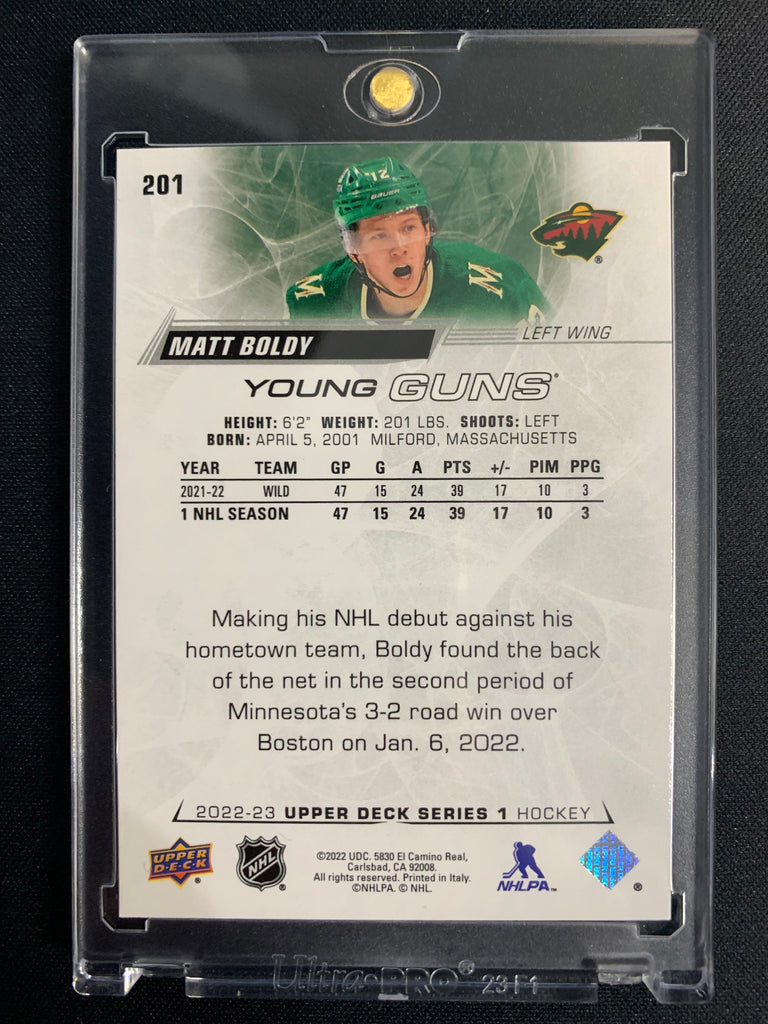 201
12
BAUER
M M
MATT BOLDY
LEFT WING
YOUNG GUNS®
HEIGHT: 6'2" WEIGHT: 201 LBS. SHOOTS: LEFT
BORN: APRIL 5, 2001 MILFORD, MASSACHUSETTS
YEAR TEAM GP G A PTS +/- PIM PPG
2021-22 WILD 47 15 24 39 17 10 3
1 NHL SEASON 47 15 24 39 17 10 3
Making his NHL debut against his
hometown team, Boldy found the back
of the net in the second period of
Minnesota's 3-2 road win over
Boston on Jan. 6, 2022.
2022-23 UPPER DECK SERIES 1 HOCKEY
UPPER
D·E·C·K
®
NHL
®
©2022 UDC. 5830 El Camino Real,
Carlsbad, CA 92008.
All rights reserved. Printed in Italy.
©NHLPA. © NHL.
NHLPA™
®
Ultra·PRO® 23F1